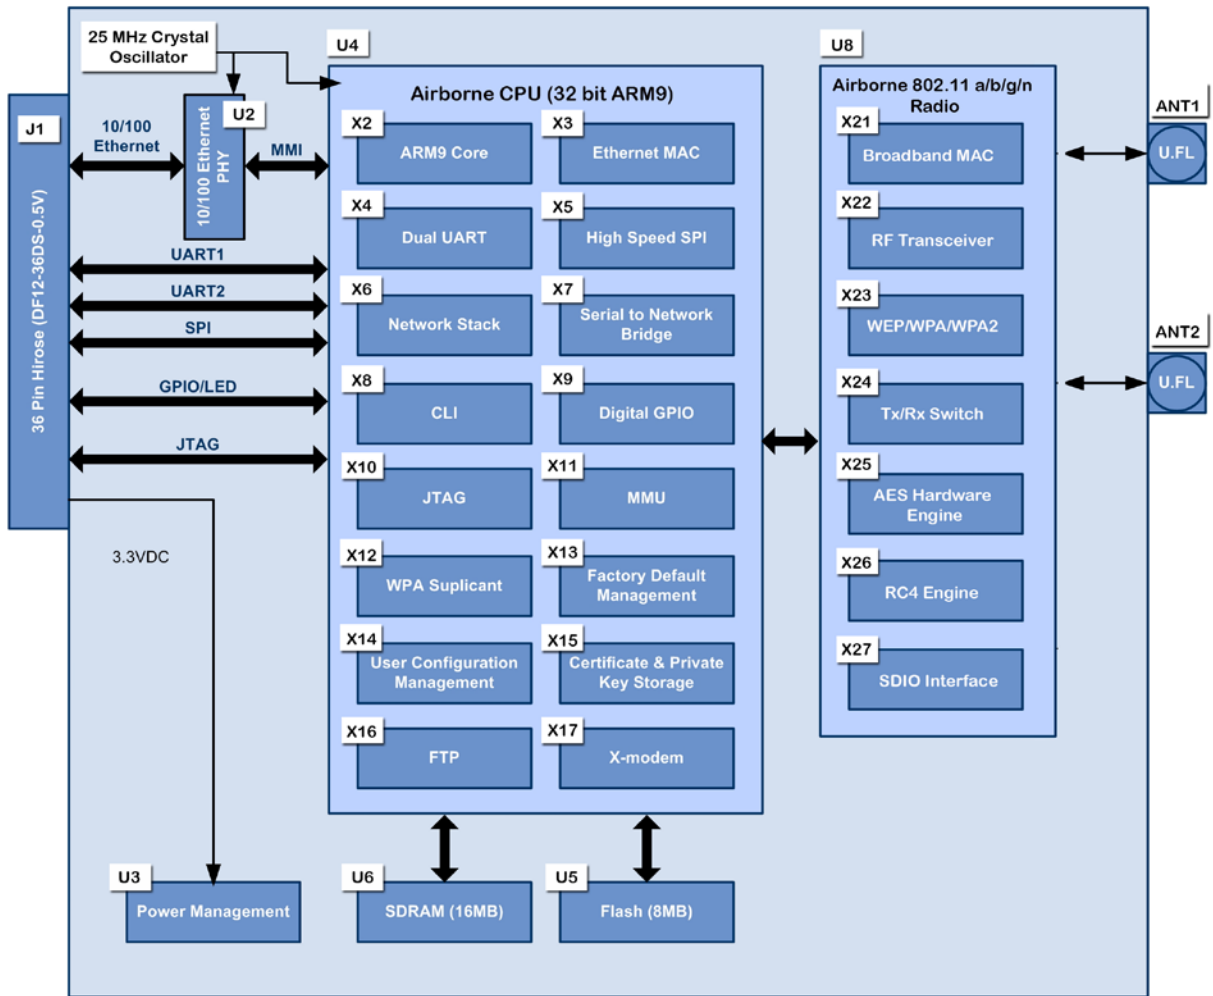 25 MHz Crystal
Oscillator
U4
U8
J1
10/100
Ethernet
U2
10/100 Ethernet
PHY
MMI
36 Pin Hirose (DF12-36DS-0.5V)
UART1
UART2
SPI
GPIO/LED
JTAG
3.3VDC
Airborne CPU (32 bit ARM9)
X2
ARM9 Core
X3
Ethernet MAC
X4
Dual UART
X5
High Speed SPI
X6
Network Stack
X7
Serial to Network
Bridge
X8
CLI
X9
Digital GPIO
X10
JTAG
X11
MMU
X12
WPA Suplicant
X13
Factory Default
Management
X14
User Configuration
Management
X15
Certificate & Private
Key Storage
X16
FTP
X17
X-modem
Airborne 802.11 a/b/g/n
Radio
X21
Broadband MAC
X22
RF Transceiver
X23
WEP/WPA/WPA2
X24
Tx/Rx Switch
X25
AES Hardware
Engine
X26
RC4 Engine
X27
SDIO Interface
ANT1
U.FL
ANT2
U.FL
U3
Power Management
U6
SDRAM (16MB)
U5
Flash (8MB)